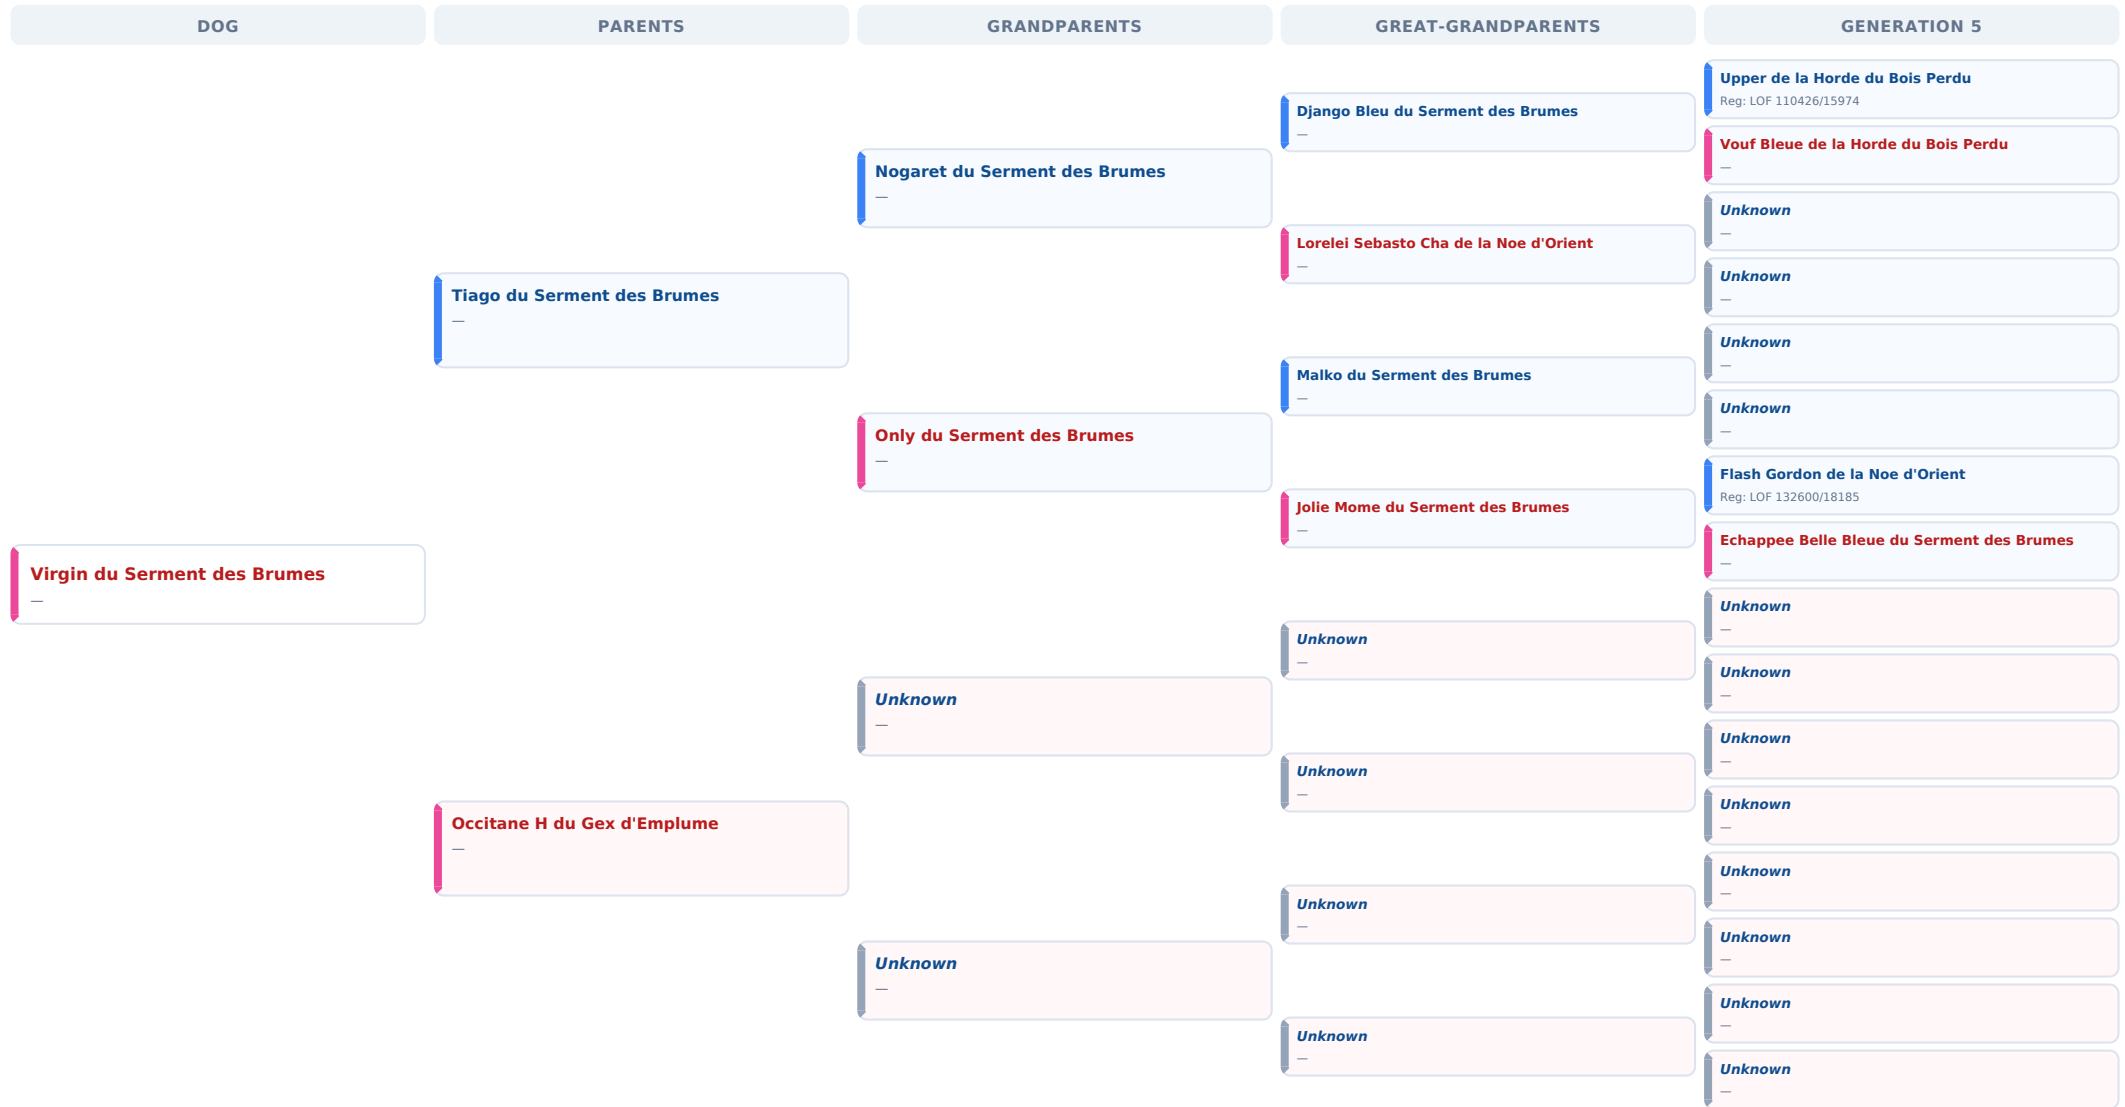 DOG
PARENTS
GRANDPARENTS
GREAT-GRANDPARENTS
GENERATION 5
Virgin du Serment des Brumes
—
Tiago du Serment des Brumes
—
Occitane H du Gex d'Emplume
—
Nogaret du Serment des Brumes
—
Only du Serment des Brumes
—
Unknown
—
Unknown
—
Django Bleu du Serment des Brumes
—
Lorelei Sebasto Cha de la Noe d'Orient
—
Malko du Serment des Brumes
—
Jolie Mome du Serment des Brumes
—
Unknown
—
Unknown
—
Unknown
—
Unknown
—
Upper de la Horde du Bois Perdu
Reg: LOF 110426/15974
Vouf Bleue de la Horde du Bois Perdu
—
Unknown
—
Unknown
—
Unknown
—
Unknown
—
Flash Gordon de la Noe d'Orient
Reg: LOF 132600/18185
Echappee Belle Bleue du Serment des Brumes
—
Unknown
—
Unknown
—
Unknown
—
Unknown
—
Unknown
—
Unknown
—
Unknown
—
Unknown
—